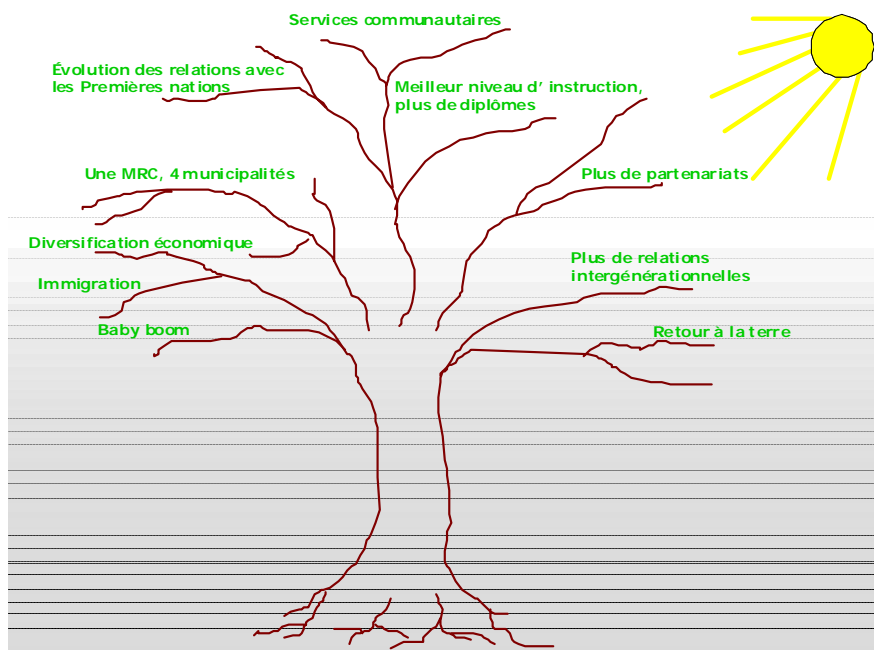 Services communautaires
Évolution des relations avec
les Premières nations
Meilleur niveau d' instruction,
plus de diplômes
Une MRC, 4 municipalités
Plus de partenariats
Diversification économique
Plus de relations
intergénérationnelles
Immigration
Baby boom
Retour à la terre